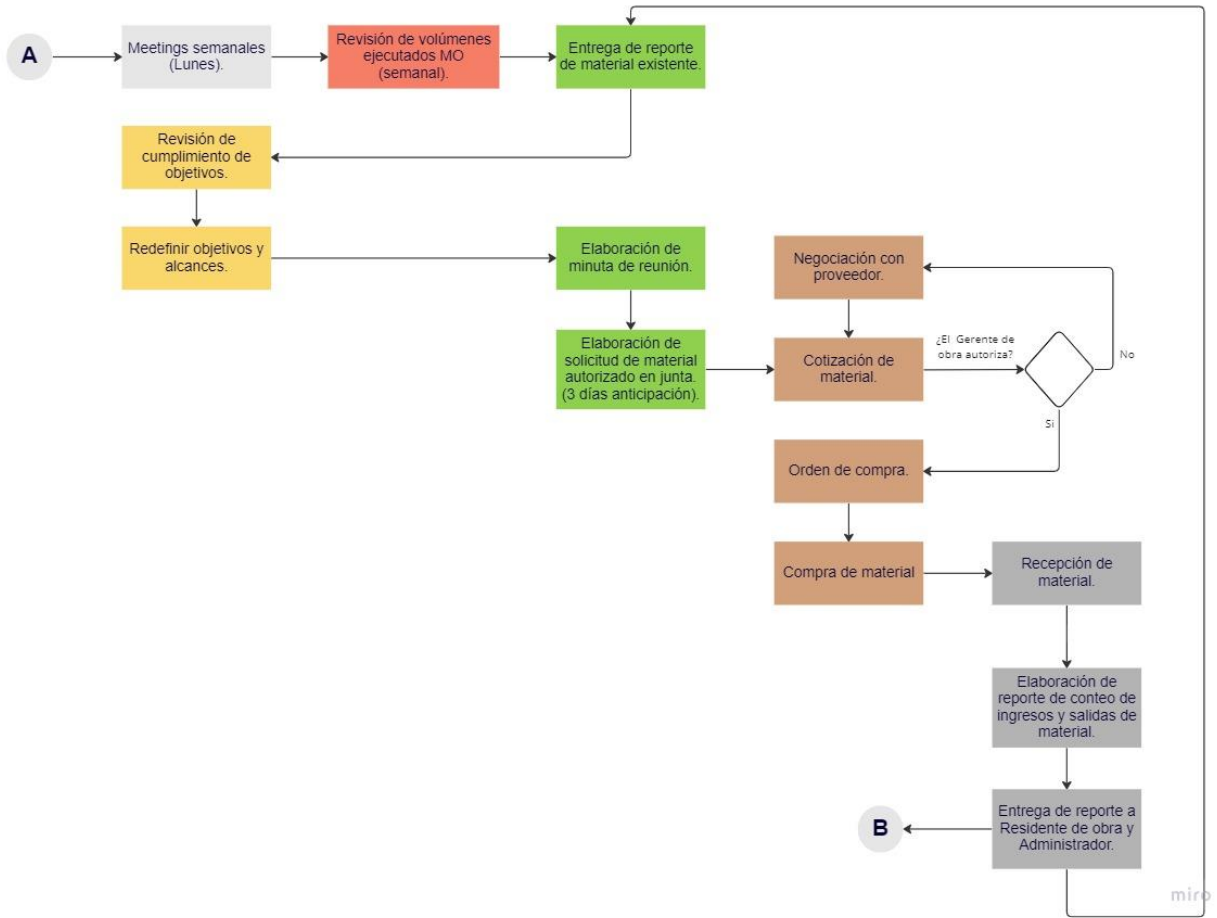 A
Meetings semanales
(Lunes).
Revisión de volúmenes
ejecutados MO
(semanal).
Entrega de reporte
de material existente.
Revisión de
cumplimiento de
objetivos.
Redefinir objetivos y
alcances.
Elaboración de
minuta de reunión.
Negociación con
proveedor.
Elaboración de
solicitud de material
autorizado en junta.
(3 días anticipación).
Cotización de
material.
¿El Gerente de
obra autoriza?
No
Si
Orden de compra.
Compra de material
Recepción de
material.
Elaboración de
reporte de conteo de
ingresos y salidas de
material.
Entrega de reporte a
Residente de obra y
Administrador.
B
miro